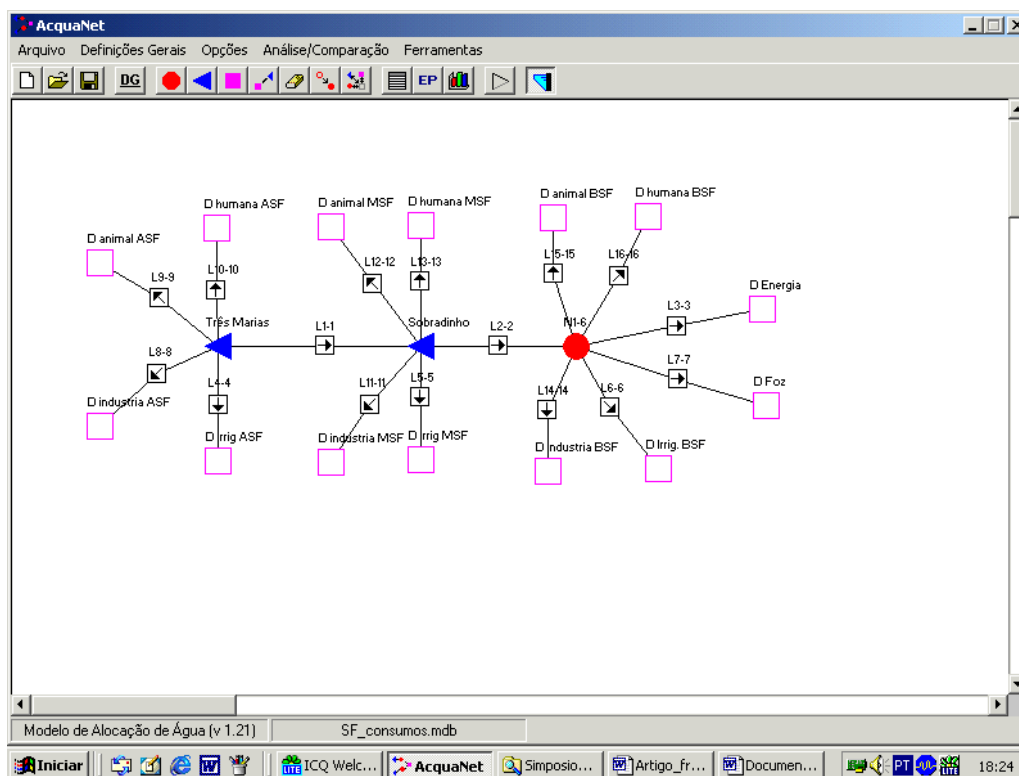 AcquaNet
Arquivo Definições Gerais Opções Análise/Comparação Ferramentas
DG EP
D animal BSF D humana BSF
D humana ASF D animal MSF D humana MSF
D animal ASF
L12-12 L13-13 L15-15 L16-16
L9-9 L10-10
D Energia
L3-3
Três Marias L1-1 Sobradinho L2-2 N1-6
L8-8 L7-7
L4-4 L11-11 L5-5 L14-14 L6-6 D Foz
D industria ASF
D irrig ASF D industria MSF D irrig MSF D industria BSF D Irrig. BSF
Modelo de Alocação de Água (v 1.21) SF_consumos.mdb
Iniciar ICQ Welc... AcquaNet Simposio... Artigo_fr... Documen... PT 18:24